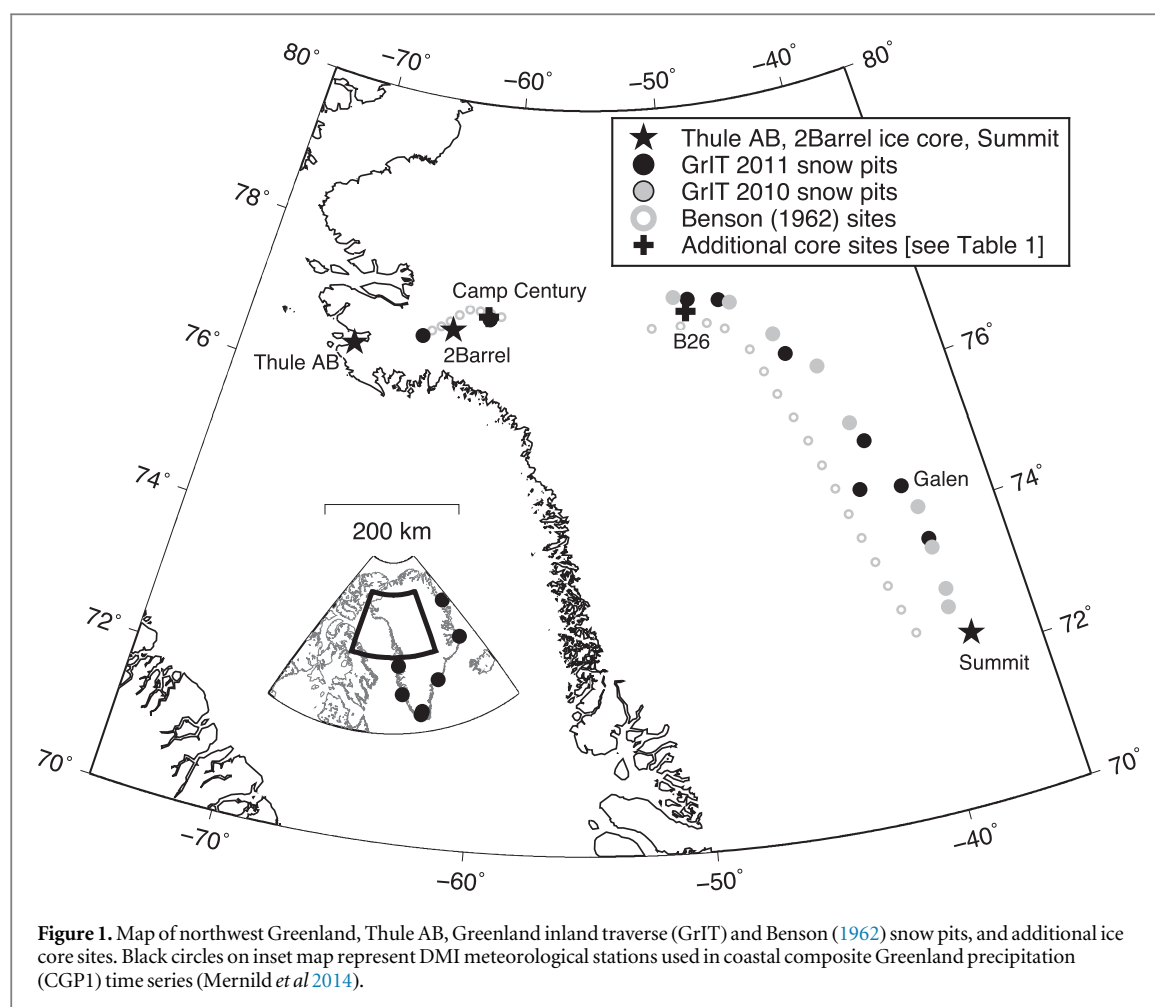 80°
−70°
−60°
−50°
−40°
80°
Thule AB, 2Barrel ice core, Summit
GrIT 2011 snow pits
GrIT 2010 snow pits
Benson (1962) sites
Additional core sites [see Table 1]
78°
Camp Century
76°
Thule AB
2Barrel
B26
76°
74°
Galen
74°
200 km
72°
72°
Summit
70°
70°
−70°
−60°
−50°
−40°
Figure 1. Map of northwest Greenland, Thule AB, Greenland inland traverse (GrIT) and Benson (1962) snow pits, and additional ice
core sites. Black circles on inset map represent DMI meteorological stations used in coastal composite Greenland precipitation
(CGP1) time series (Mernild et al 2014).